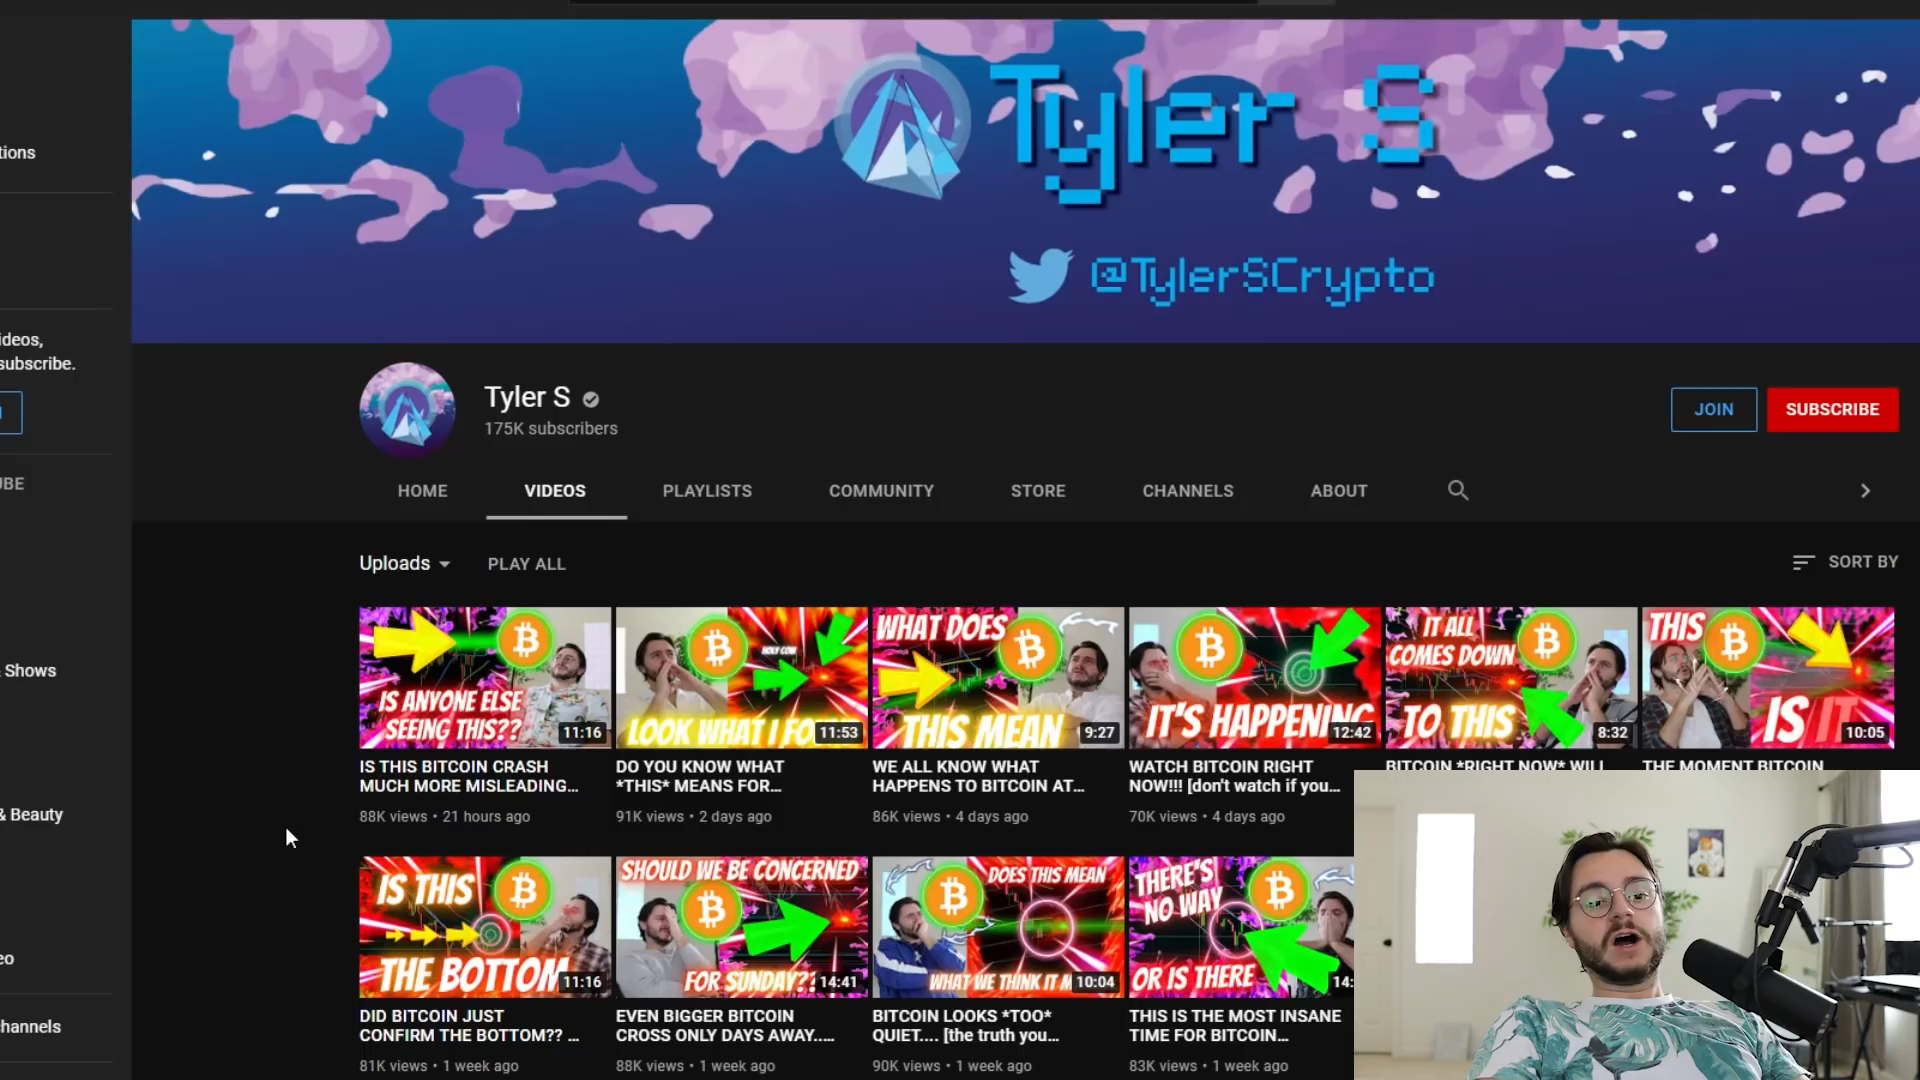 Tyler S
@TylerSCrypto
tions
ideos,
subscribe.
UBE
& Shows
& Beauty
eo
hannels
Tyler S
175K subscribers
JOIN
SUBSCRIBE
HOME
VIDEOS
PLAYLISTS
COMMUNITY
STORE
CHANNELS
ABOUT
Uploads
PLAY ALL
SORT BY
IS ANYONE ELSE
SEEING THIS??
11:16
IS THIS BITCOIN CRASH
MUCH MORE MISLEADING...
88K views • 21 hours ago
HOLY COW
LOOK WHAT I FO
11:53
DO YOU KNOW WHAT
*THIS* MEANS FOR...
91K views • 2 days ago
WHAT DOES
THIS MEAN
9:27
WE ALL KNOW WHAT
HAPPENS TO BITCOIN AT...
86K views • 4 days ago
IT'S HAPPENING
12:42
WATCH BITCOIN RIGHT
NOW!!! [don't watch if you...
70K views • 4 days ago
IT ALL
COMES DOWN
TO THIS
8:32
BITCOIN *RIGHT NOW* WILL
THIS
IS IT
10:05
THE MOMENT BITCOIN
IS THIS
THE BOTTOM
11:16
DID BITCOIN JUST
CONFIRM THE BOTTOM?? ...
81K views • 1 week ago
SHOULD WE BE CONCERNED
FOR SUNDAY??
14:41
EVEN BIGGER BITCOIN
CROSS ONLY DAYS AWAY....
88K views • 1 week ago
DOES THIS MEAN
WHAT WE THINK IT M
10:04
BITCOIN LOOKS *TOO*
QUIET.... [the truth you...
90K views • 1 week ago
THERE'S
NO WAY
OR IS THERE
14:
THIS IS THE MOST INSANE
TIME FOR BITCOIN...
83K views • 1 week ago